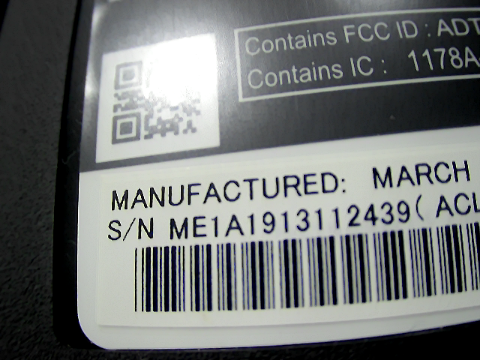 Contains FCC ID : ADT
Contains IC : 1178A
MANUFACTURED: MARCH
S/N ME1A1913112439( ACL